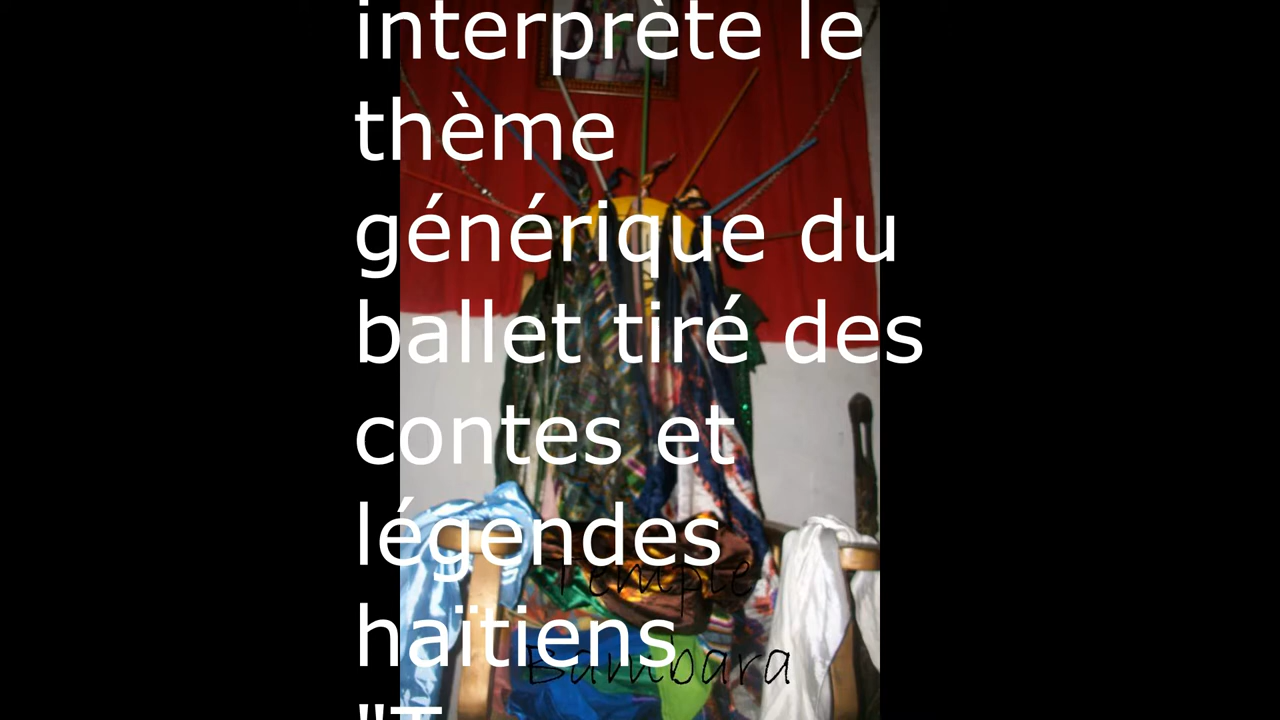 interprète le
thème
générique du
ballet tiré des
contes et
légendes
Temple
haïtiens
Bambara
"T